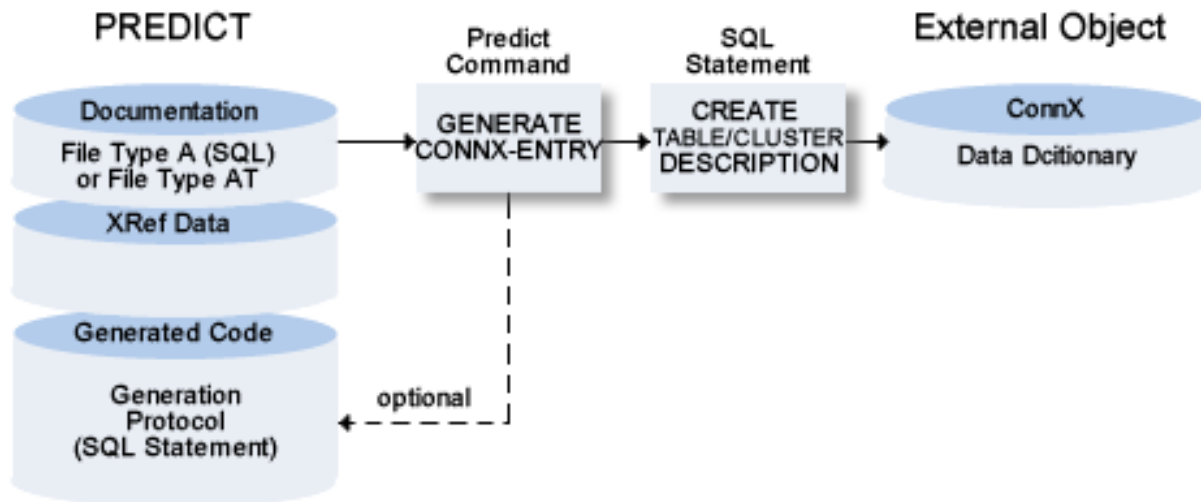 PREDICT
Predict
Command
SQL
Statement
External Object
Documentation
File Type A (SQL)
or File Type AT
GENERATE
CONNX-ENTRY
CREATE
TABLE/CLUSTER
DESCRIPTION
ConnX
Data Dcitionary
XRef Data
Generated Code
Generation
Protocol
(SQL Statement)
optional